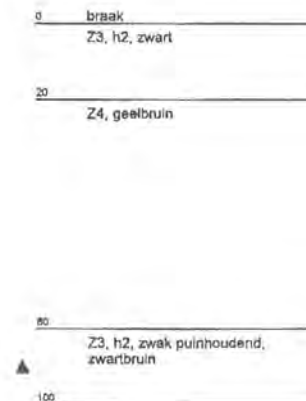 0 braak
Z3, h2, zwart
20
Z4, geelbruin
80
Z3, h2, zwak puinhoudend,
zwartbruin
100